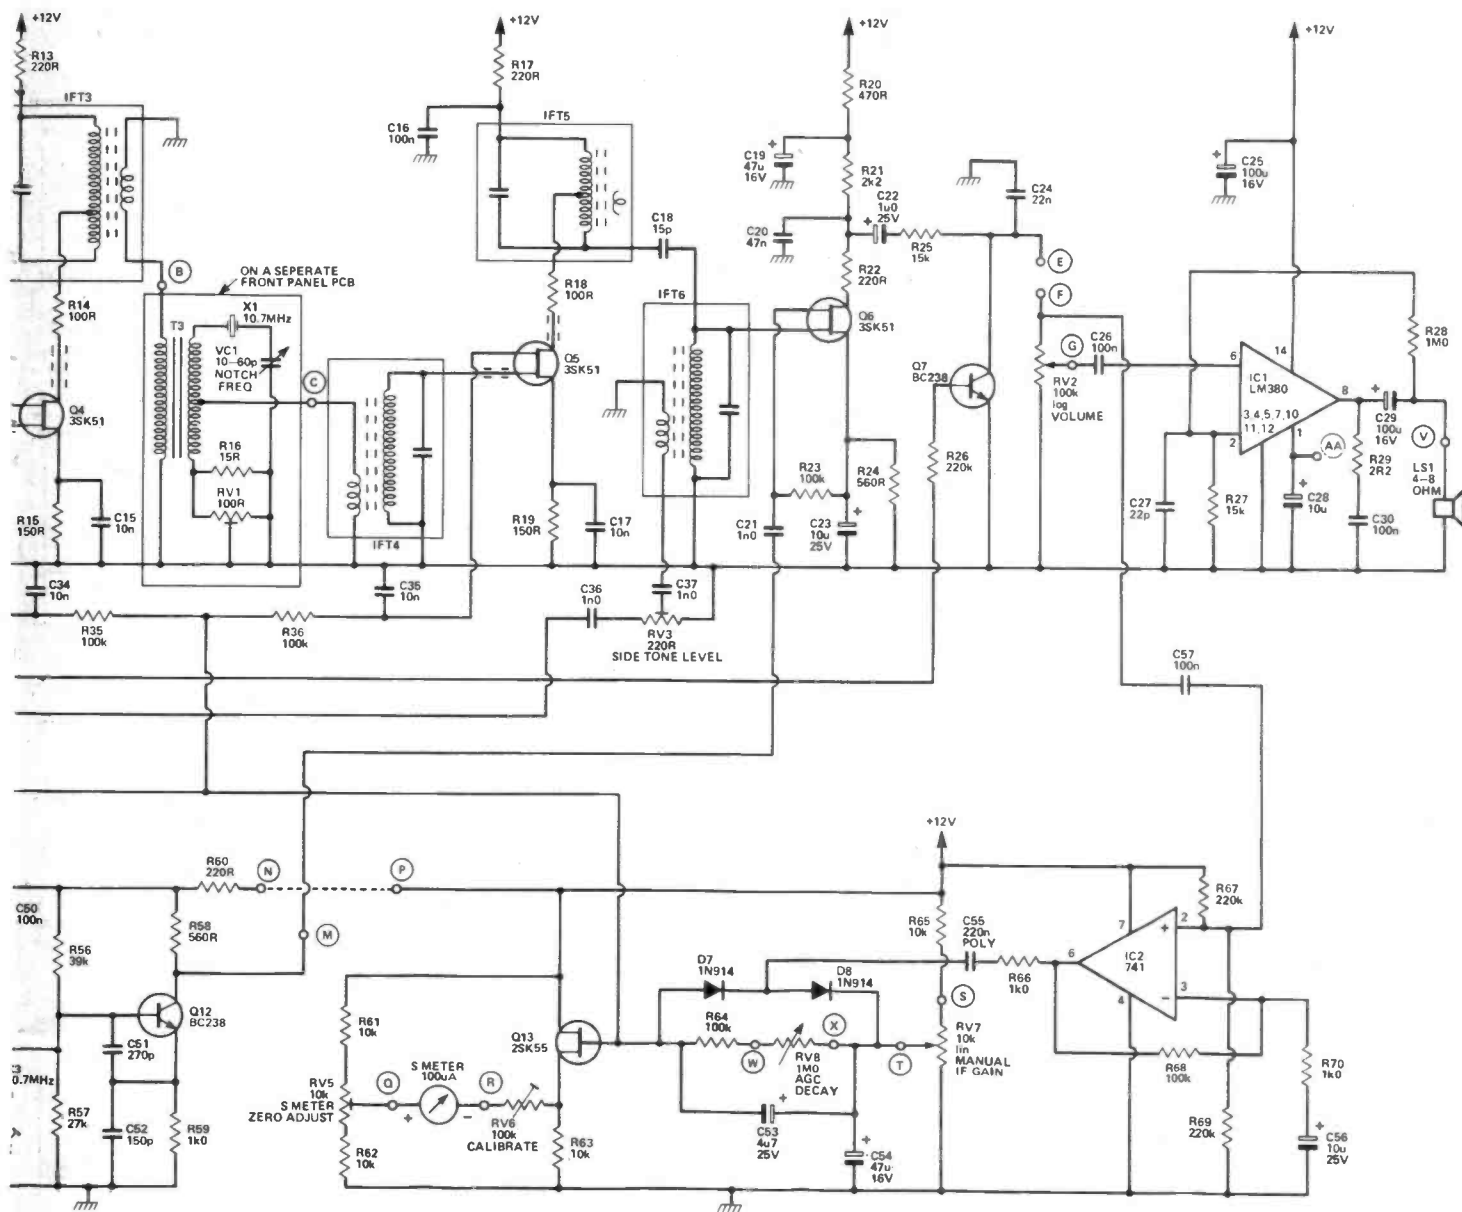 +12V
R13
220R
IFT3
B
R14
100R
Q4
3SK51
R15
150R
C15
10n
C34
10n
R35
100k
ON A SEPERATE
FRONT PANEL PCB
T3
X1
10.7MHz
VC1
10–60p
NOTCH
FREQ
C
R16
15R
RV1
100R
IFT4
C35
10n
R36
100k
+12V
R17
220R
C16
100n
IFT5
C18
15p
R18
100R
Q5
3SK51
R19
150R
C17
10n
IFT6
C36
1n0
C37
1n0
RV3
220R
SIDE TONE LEVEL
+12V
R20
470R
C19
47u
16V
R21
2k2
C20
47n
C22
1u0
25V
R25
15k
R22
220R
Q6
3SK51
R23
100k
R24
560R
C21
1n0
C23
10u
25V
C24
22n
E
F
Q7
BC238
R26
220k
G
C26
100n
RV2
100k
log
VOLUME
+12V
C25
100u
16V
6
14
IC1
LM380
3,4,5,7,10
11,12
2
1
8
R28
1M0
C29
100u
16V
AA
R29
2R2
V
LS1
4–8
OHM
C27
22p
R27
15k
C28
10u
C30
100n
C57
100n
C50
100n
R60
220R
N
P
M
R56
39k
R58
560R
Q12
BC238
C51
270p
0.7MHz
R57
27k
C52
150p
R59
1k0
R61
10k
RV5
10k
S METER
ZERO ADJUST
R62
10k
Q
S METER
100uA
+
–
R
RV6
100k
CALIBRATE
R63
10k
Q13
2SK55
D7
1N914
D8
1N914
R64
100k
W
X
RV8
1M0
AGC
DECAY
C53
4u7
25V
C54
47u
16V
T
+12V
R65
10k
C55
220n
POLY
R66
1k0
S
RV7
10k
lin
MANUAL
IF GAIN
R67
220k
7
2
+
6
IC2
741
4
–
3
R68
100k
R70
1k0
R69
220k
C56
10u
25V